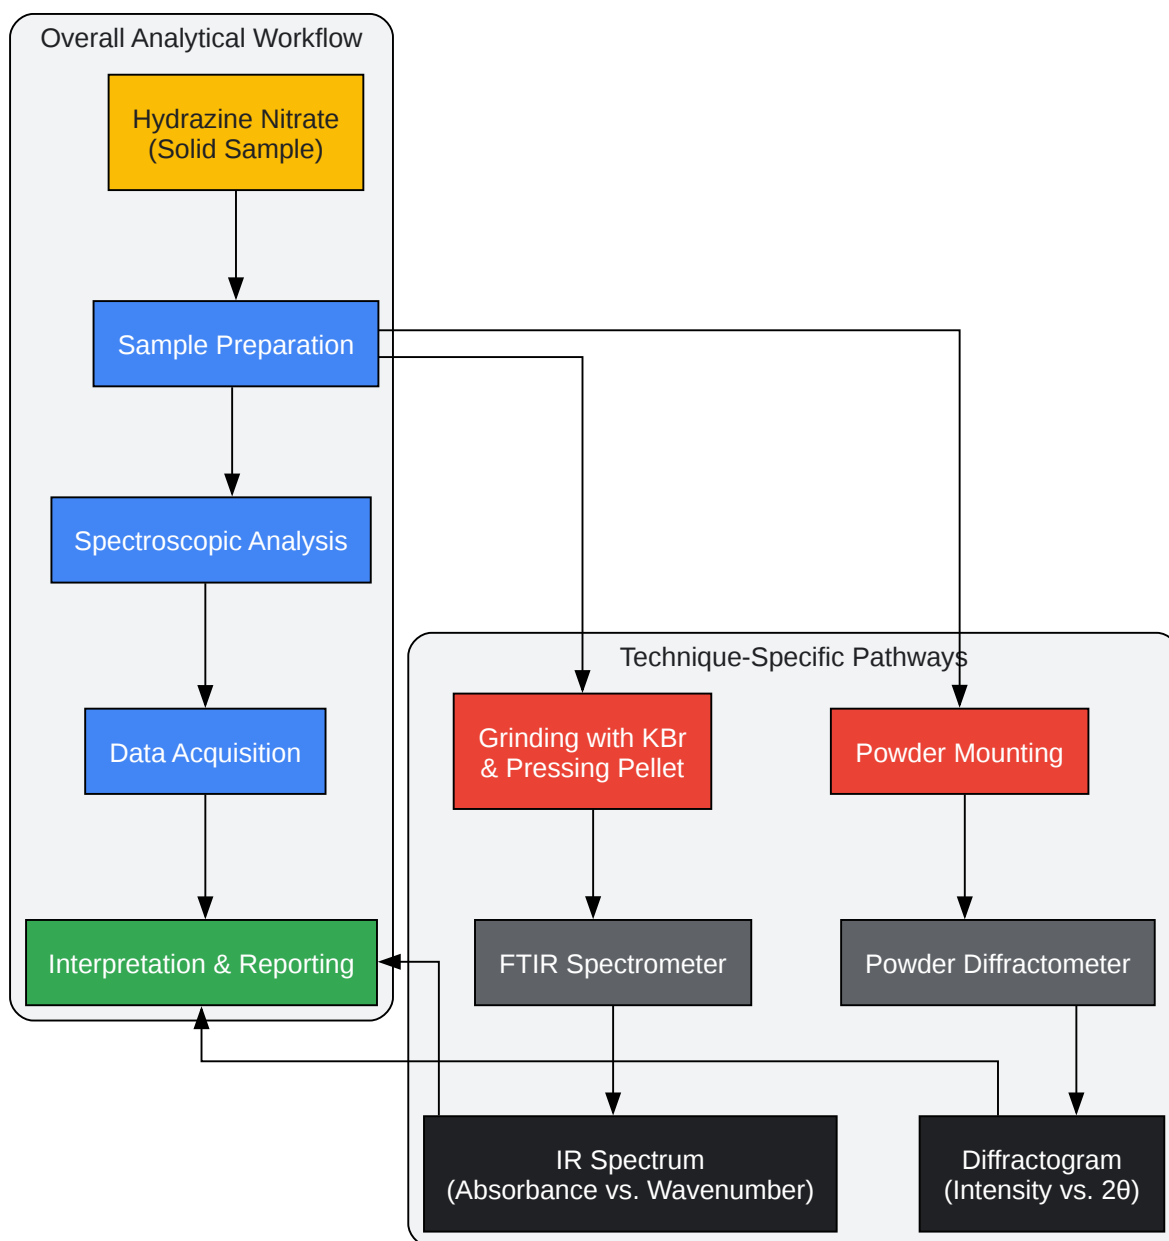 Overall Analytical Workflow
Hydrazine Nitrate
(Solid Sample)
Sample Preparation
Spectroscopic Analysis
Data Acquisition
Interpretation & Reporting
Technique-Specific Pathways
Grinding with KBr
& Pressing Pellet
FTIR Spectrometer
IR Spectrum
(Absorbance vs. Wavenumber)
Powder Mounting
Powder Diffractometer
Diffractogram
(Intensity vs. 2θ)